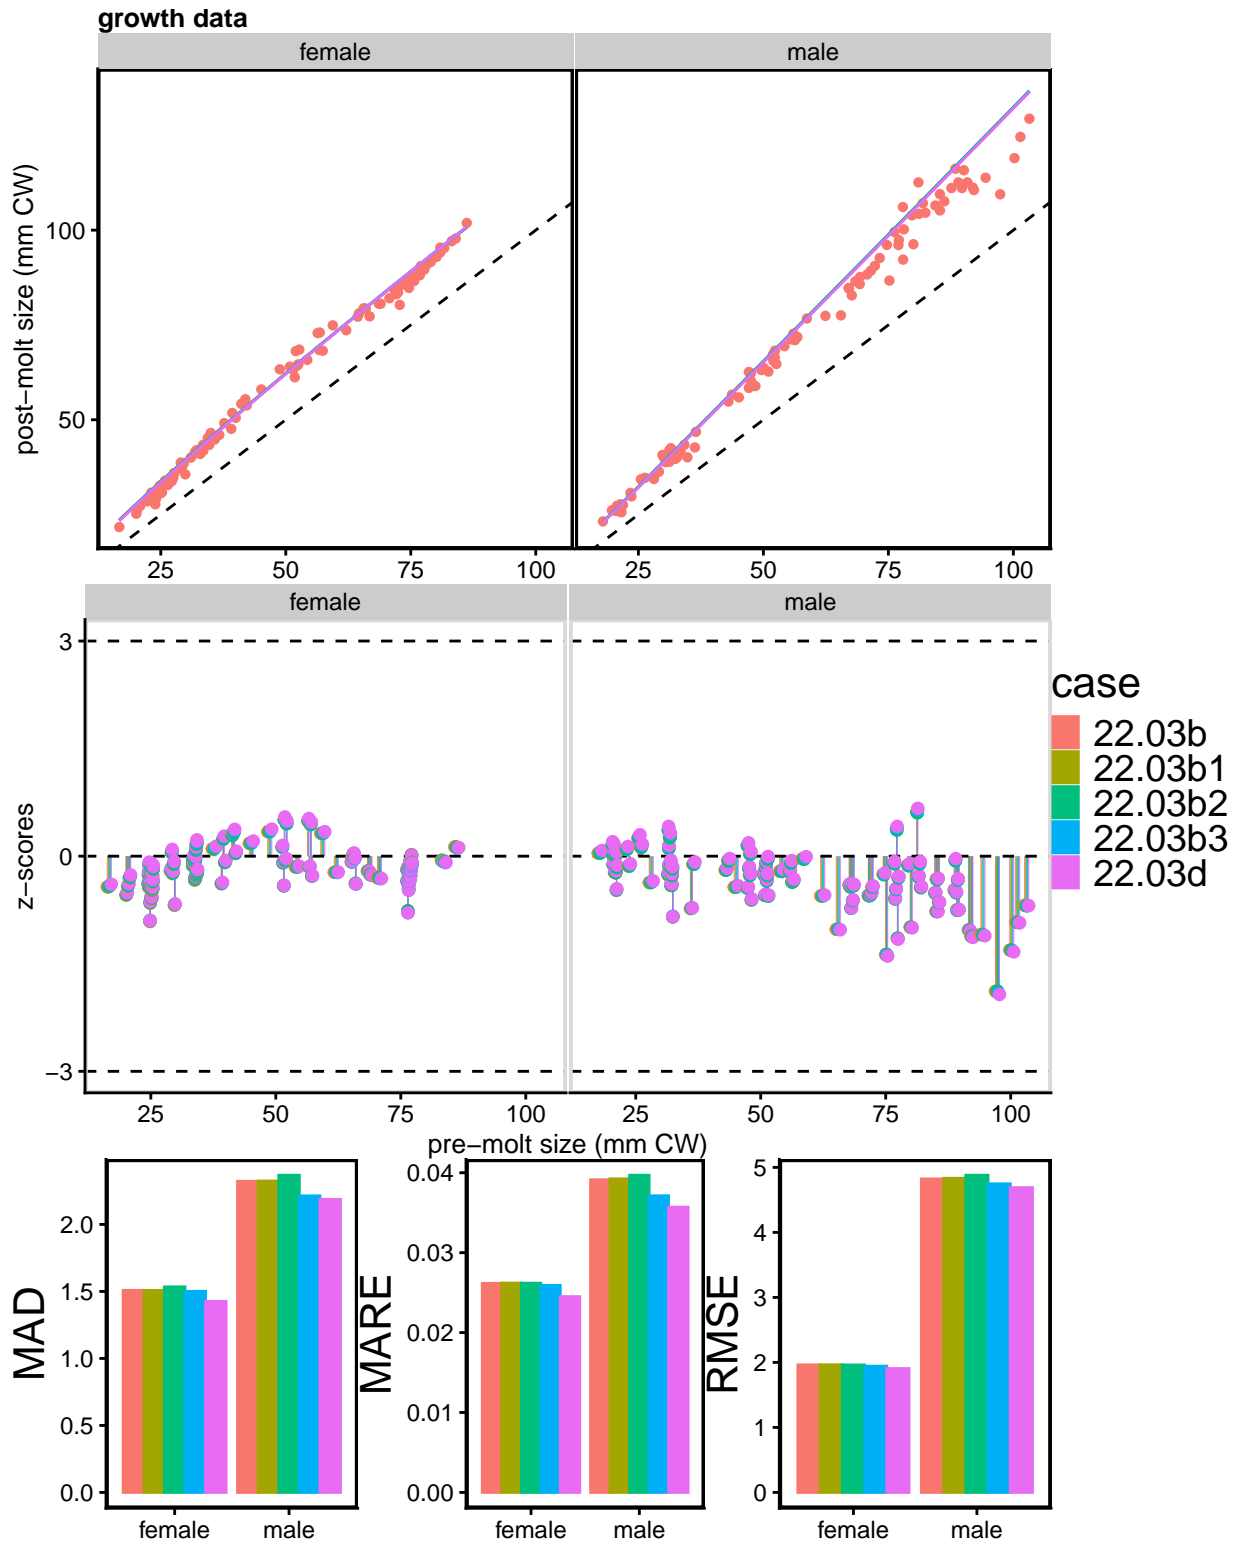 growth data
female male
post−molt size (mm CW)
100
50
25 50 75 100 25 50 75 100
female male
z−scores
3
0
−3
25 50 75 100 25 50 75 100
pre−molt size (mm CW)
case
22.03b
22.03b1
22.03b2
22.03b3
22.03d
MAD
2.0
1.5
1.0
0.5
0.0
female male
MARE
0.04
0.03
0.02
0.01
0.00
female male
RMSE
5
4
3
2
1
0
female male